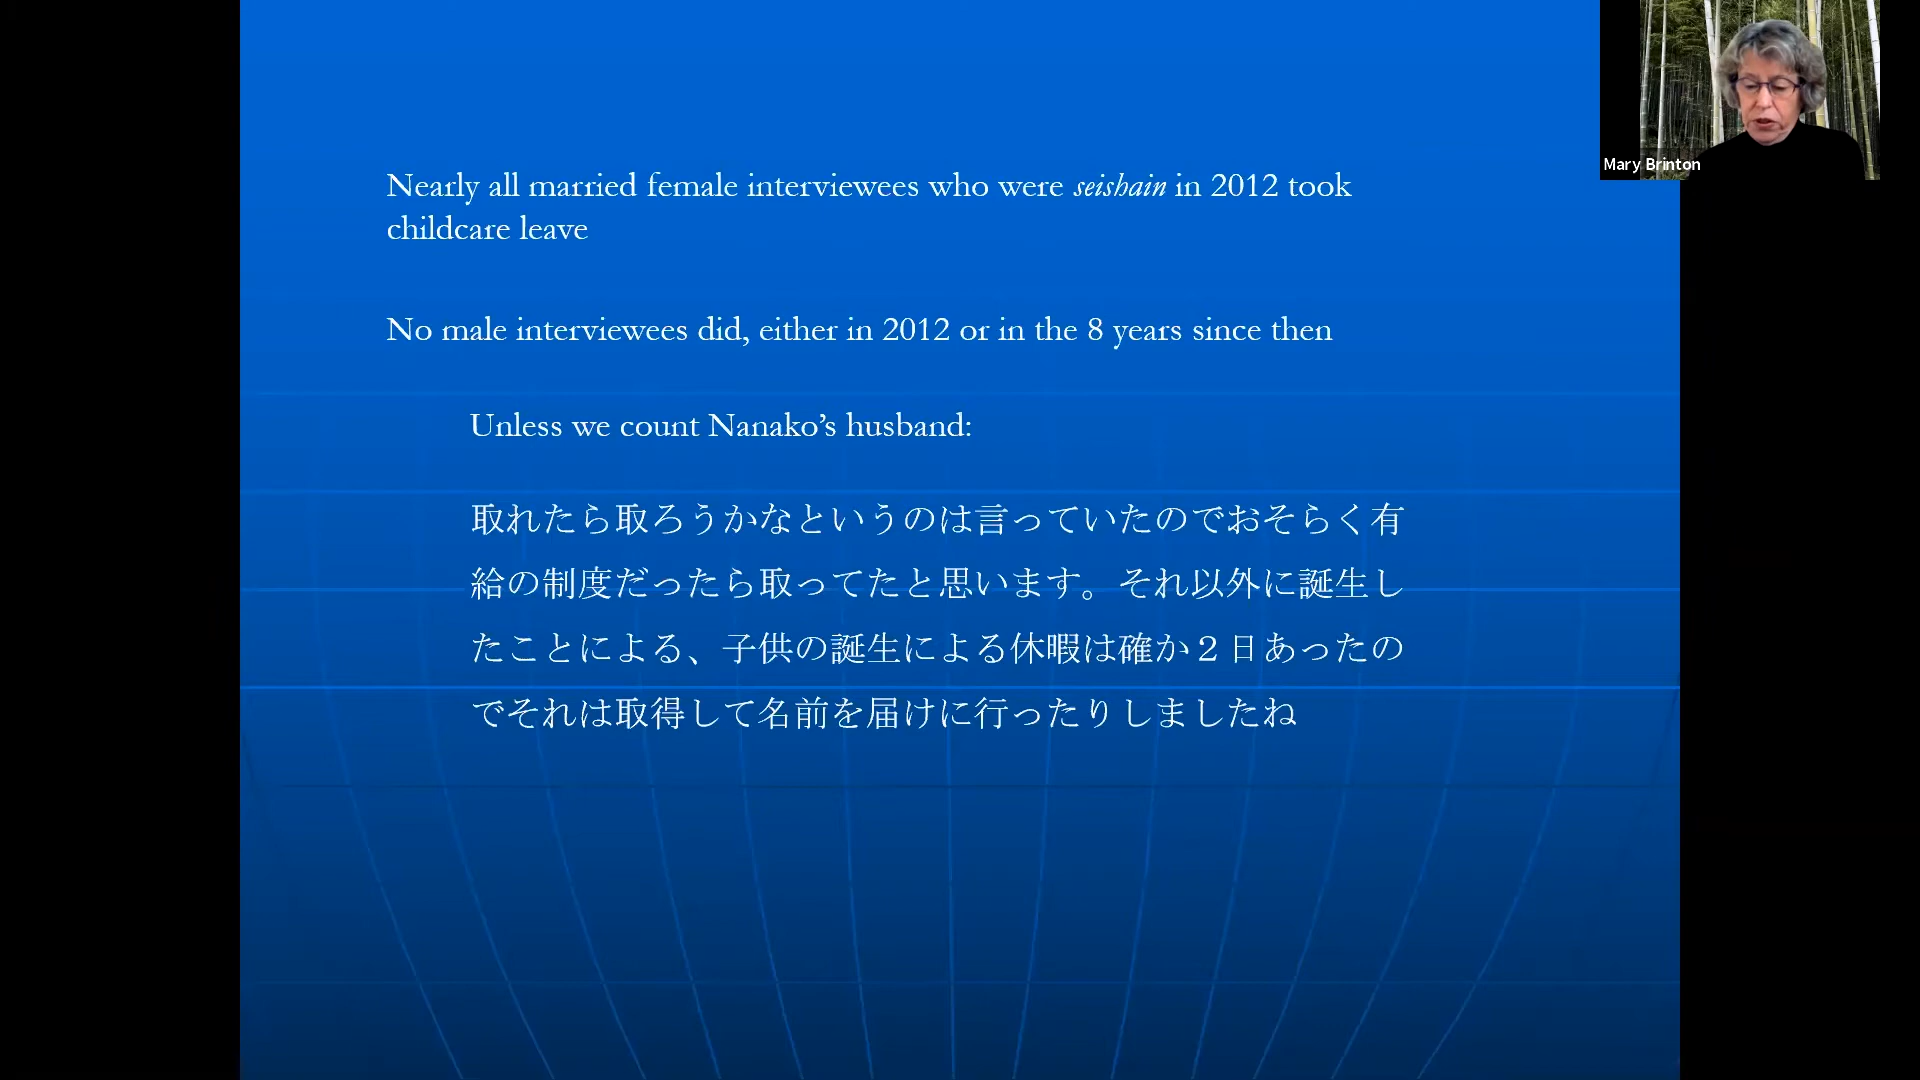 Nearly all married female interviewees who were seishain in 2012 took
childcare leave
No male interviewees did, either in 2012 or in the 8 years since then
Unless we count Nanako’s husband:
取れたら取ろうかなというのは言っていたのでおそらく有
給の制度だったら取ってたと思います。それ以外に誕生し
たことによる、子供の誕生による休暇は確か２日あったの
でそれは取得して名前を届けに行ったりしましたね
Mary Brinton